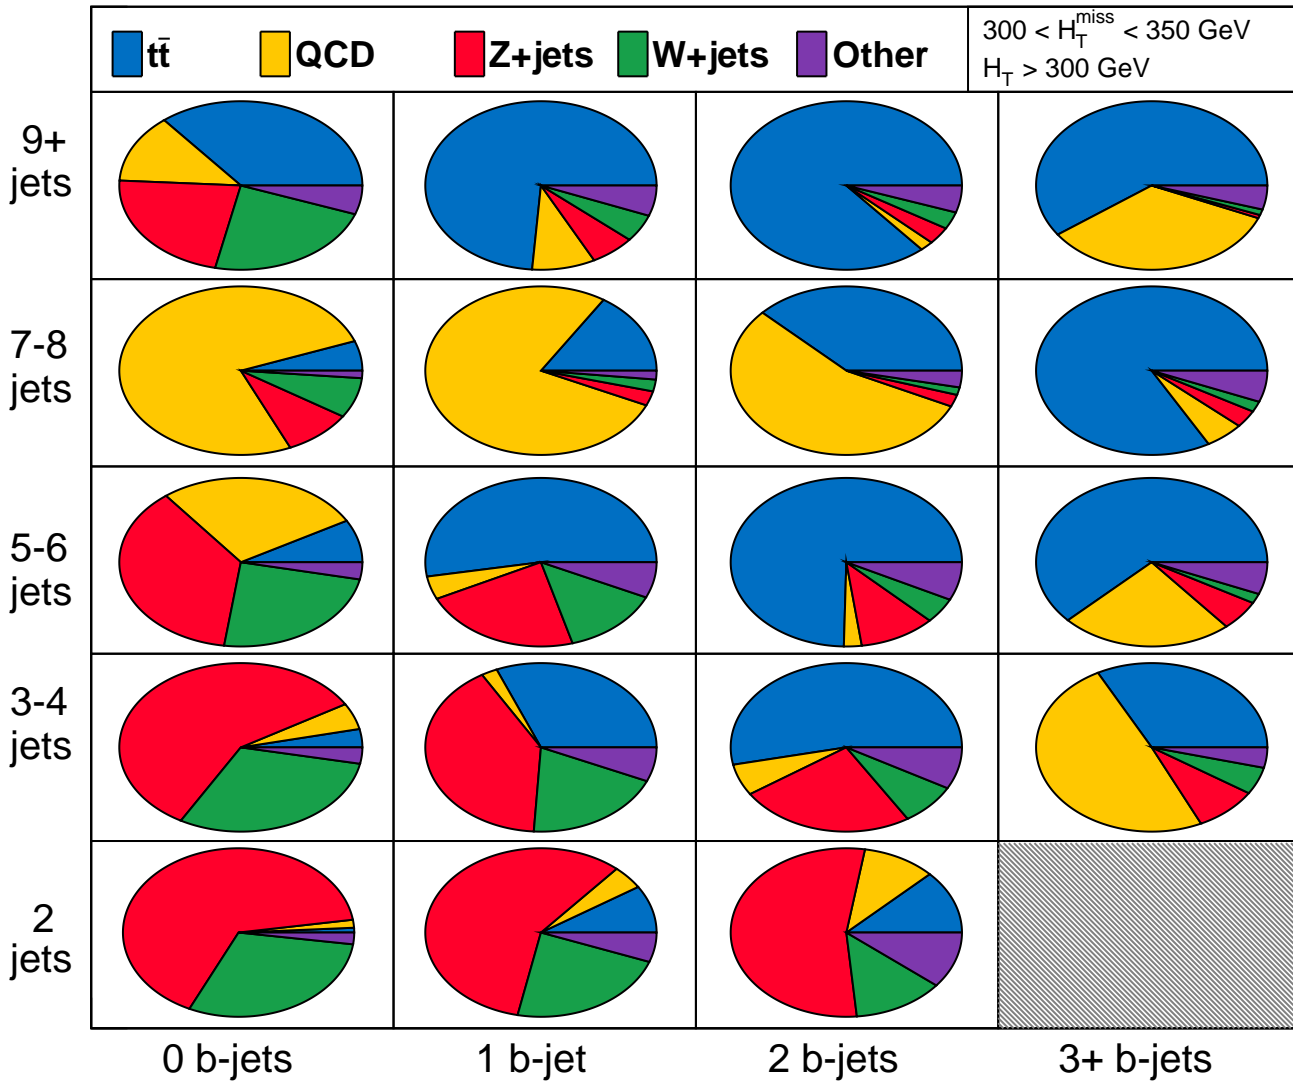 tt̄ QCD Z+jets W+jets Other
300 < H_T^miss < 350 GeV
H_T > 300 GeV
9+
jets
7-8
jets
5-6
jets
3-4
jets
2
jets
0 b-jets 1 b-jet 2 b-jets 3+ b-jets